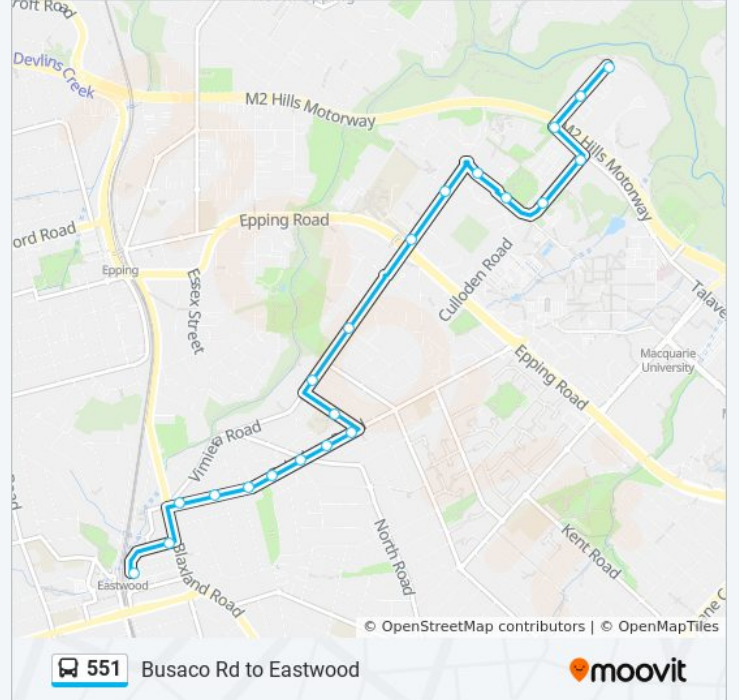 roft Road
Devlins Creek
M2 Hills Motorway
M2 Hills Motorway
Epping Road
ord Road
Epping
Essex Street
Culloden Road
Talave
Macquarie
University
Epping Road
Vimiera Road
North Road
Kent Road
Eastwood
Blaxland Road
© OpenStreetMap contributors | © OpenMapTiles
551 Busaco Rd to Eastwood
moovit